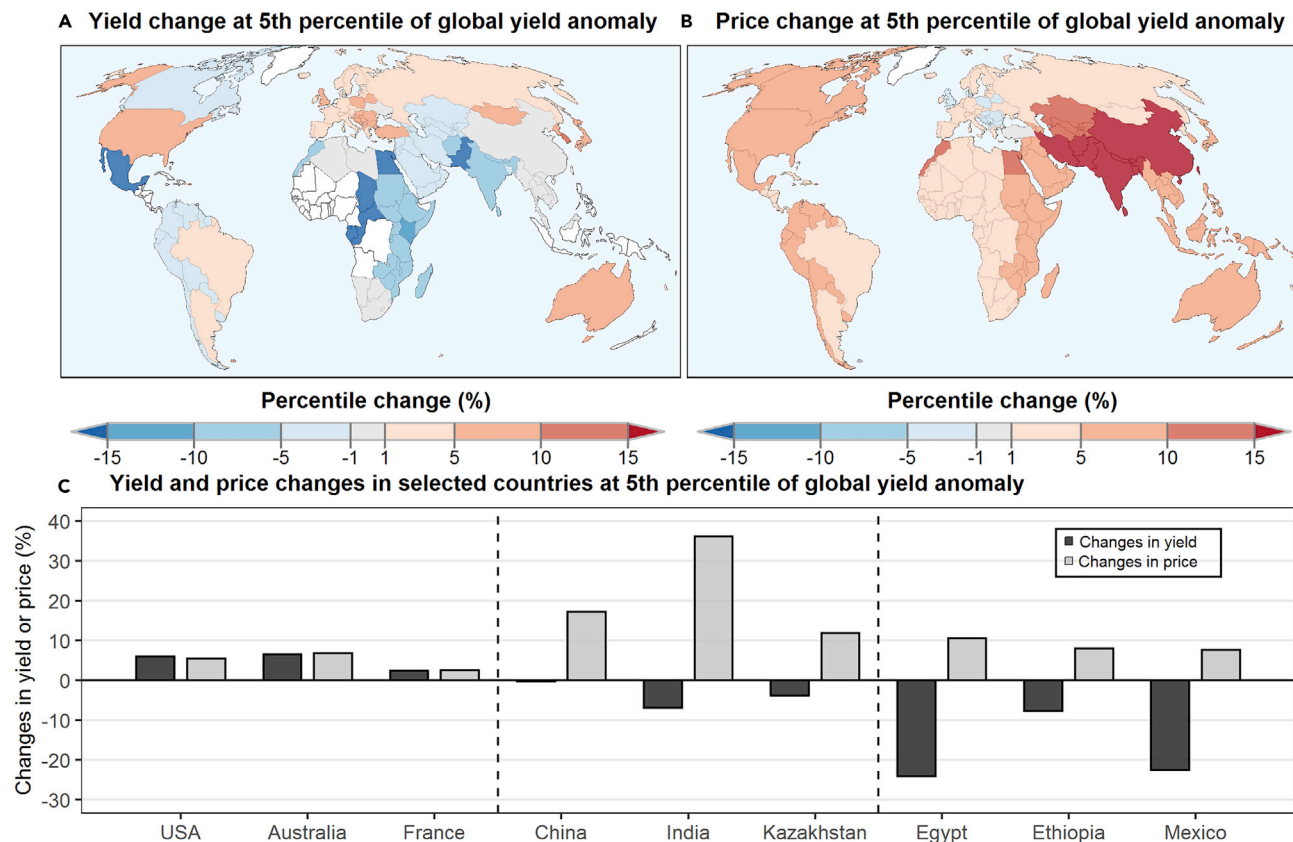 A Yield change at 5th percentile of global yield anomaly
B Price change at 5th percentile of global yield anomaly
Percentile change (%)
-15 -10 -5 -1 1 5 10 15
Percentile change (%)
-15 -10 -5 -1 1 5 10 15
C Yield and price changes in selected countries at 5th percentile of global yield anomaly
Changes in yield or price (%)
40
30
20
10
0
-10
-20
-30
Changes in yield
Changes in price
USA Australia France China India Kazakhstan Egypt Ethiopia Mexico